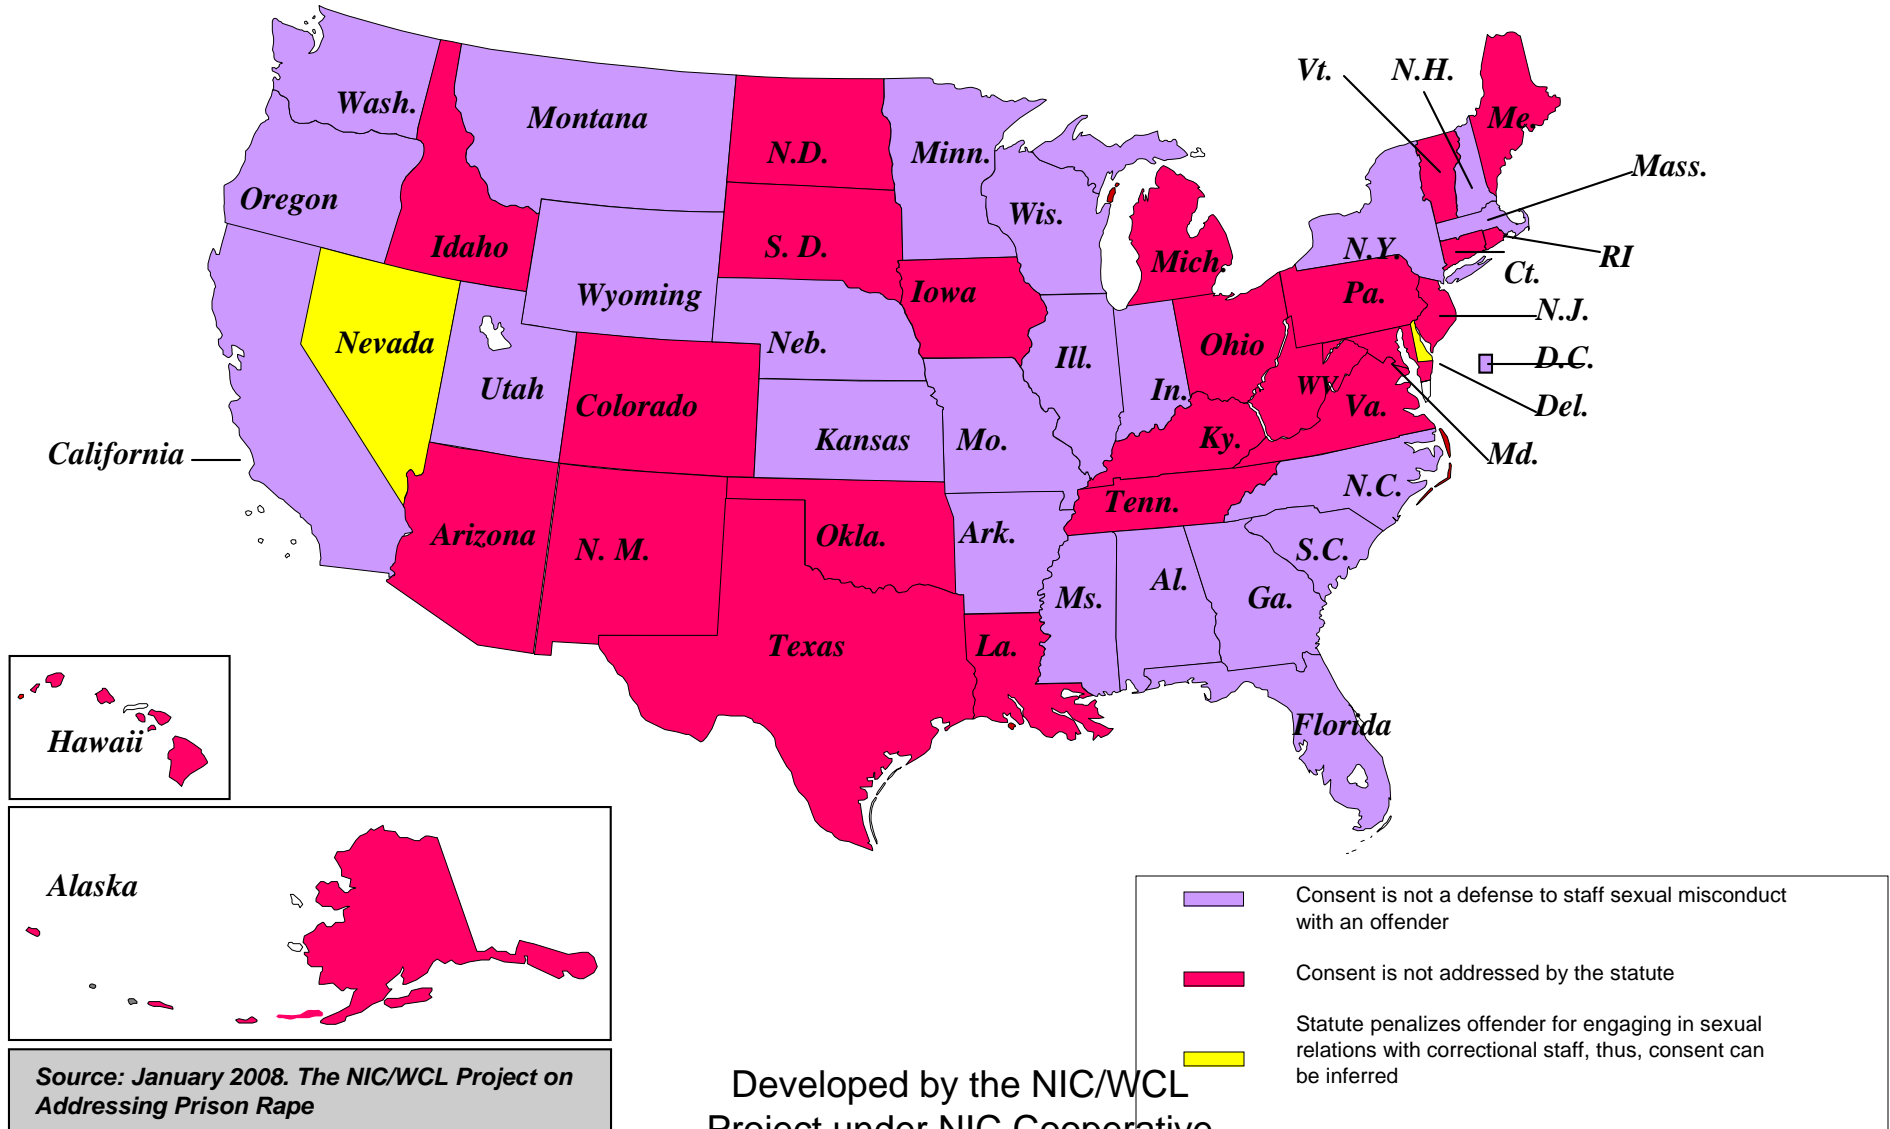 Vt.
N.H.
Wash.
Montana
Me.
N.D.
Minn.
Mass.
Oregon
Wis.
Idaho
S. D.
N.Y.
RI
Mich.
Ct.
Wyoming
Iowa
Pa.
N.J.
Nevada
Neb.
Ill.
Ohio
D.C.
Utah
Colorado
In.
WV
Va.
Del.
California
Kansas
Mo.
Ky.
Md.
N.C.
Tenn.
Arizona
N. M.
Okla.
Ark.
S.C.
Ms.
Al.
Ga.
Texas
La.
Florida
Hawaii
Alaska
Consent is not a defense to staff sexual misconduct
with an offender
Consent is not addressed by the statute
Statute penalizes offender for engaging in sexual
relations with correctional staff, thus, consent can
be inferred
Source: January 2008. The NIC/WCL Project on
Addressing Prison Rape
Developed by the NIC/WCL
Project under NIC Cooperative